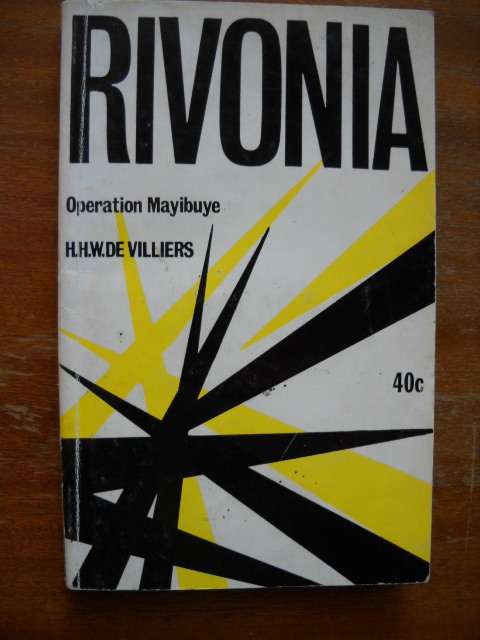 RIVONIA
Operation Mayibuye
H.H.W.DE VILLIERS
40c